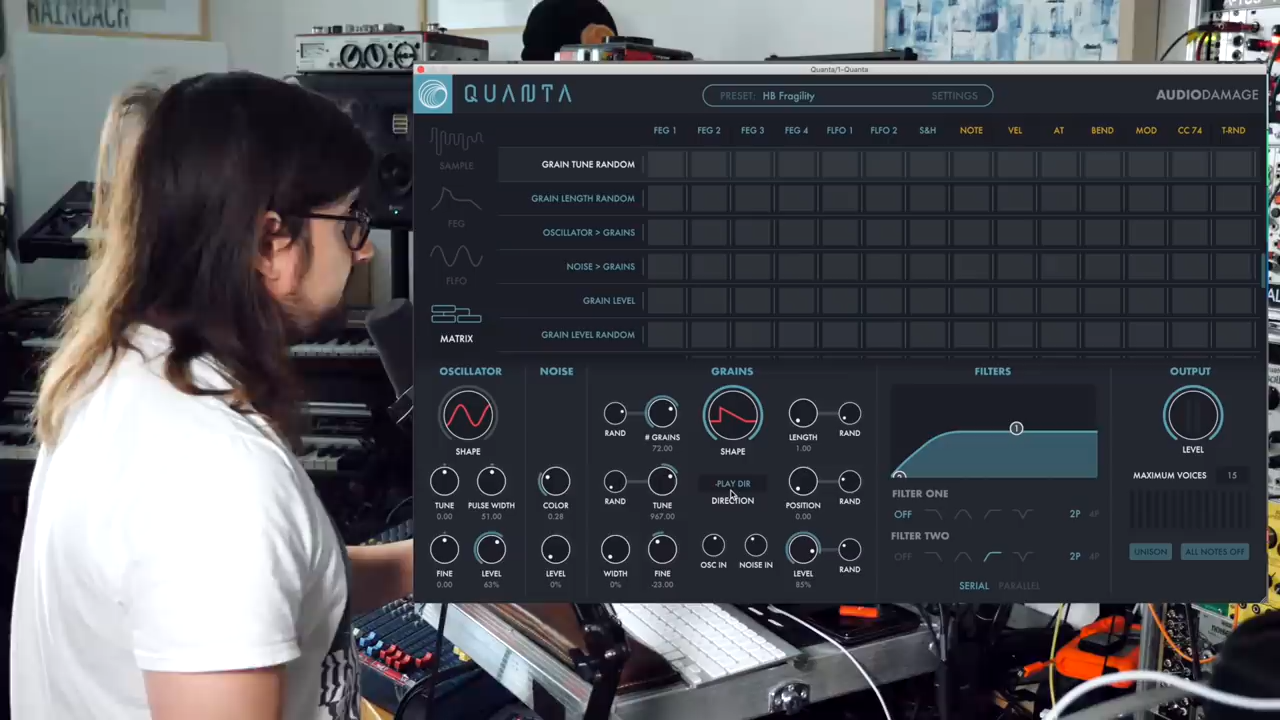 HAINBACH
Quanta/1-Quanta
QUANTA
PRESET: HB Fragility
SETTINGS
AUDIODAMAGE
FEG 1 FEG 2 FEG 3 FEG 4 FLFO 1 FLFO 2 S&H NOTE VEL AT BEND MOD CC 74 T-RND
SAMPLE
FEG
FLFO
MATRIX
GRAIN TUNE RANDOM
GRAIN LENGTH RANDOM
OSCILLATOR > GRAINS
NOISE > GRAINS
GRAIN LEVEL
GRAIN LEVEL RANDOM
OSCILLATOR
SHAPE
TUNE PULSE WIDTH
0.00 51.00
FINE LEVEL
0.00 63%
NOISE
COLOR
0.28
LEVEL
0%
GRAINS
RAND # GRAINS SHAPE LENGTH RAND
72.00 1.00
-PLAY DIR
RAND TUNE DIRECTION POSITION RAND
967.00 0.00
WIDTH FINE OSC IN NOISE IN LEVEL RAND
0% -23.00 85%
FILTERS
1
FILTER ONE
OFF 2P 4P
FILTER TWO
OFF 2P 4P
SERIAL PARALLEL
OUTPUT
LEVEL
MAXIMUM VOICES 15
UNISON ALL NOTES OFF